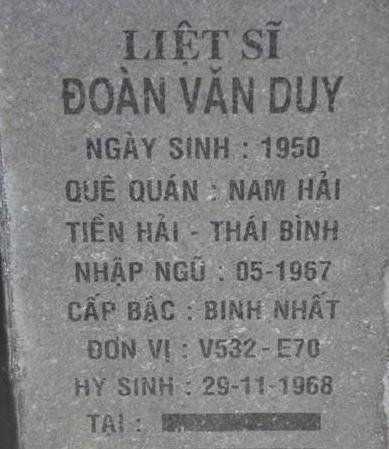 LIỆT SĨ
ĐOÀN VĂN DUY
NGÀY SINH : 1950
QUÊ QUÁN : NAM HẢI
TIỀN HẢI - THÁI BÌNH
NHẬP NGŨ : 05-1967
CẤP BẬC : BINH NHẤT
ĐƠN VỊ : V532 - E70
HY SINH : 29-11-1968
TẠI :